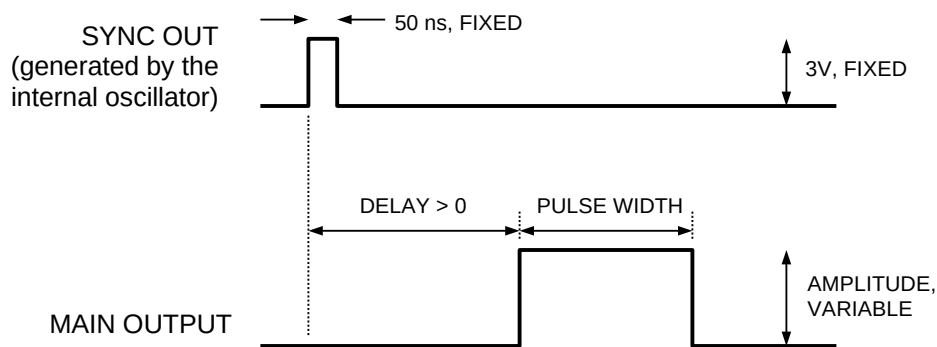 50 ns, FIXED
SYNC OUT
(generated by the
internal oscillator)
3V, FIXED
DELAY > 0
PULSE WIDTH
AMPLITUDE,
VARIABLE
MAIN OUTPUT